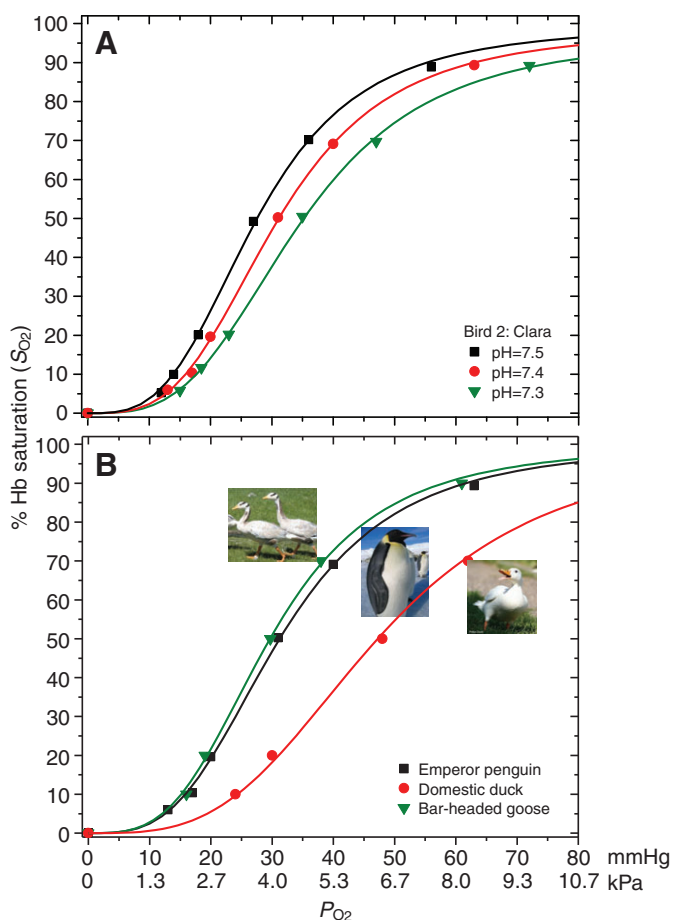 A
100
90
80
70
60
50
40
30
20
10
0
Bird 2: Clara
pH=7.5
pH=7.4
pH=7.3
% Hb saturation (SO2)
B
100
90
80
70
60
50
40
30
20
10
0
Emperor penguin
Domestic duck
Bar-headed goose
0 10 20 30 40 50 60 70 80 mmHg
0 1.3 2.7 4.0 5.3 6.7 8.0 9.3 10.7 kPa
PO2